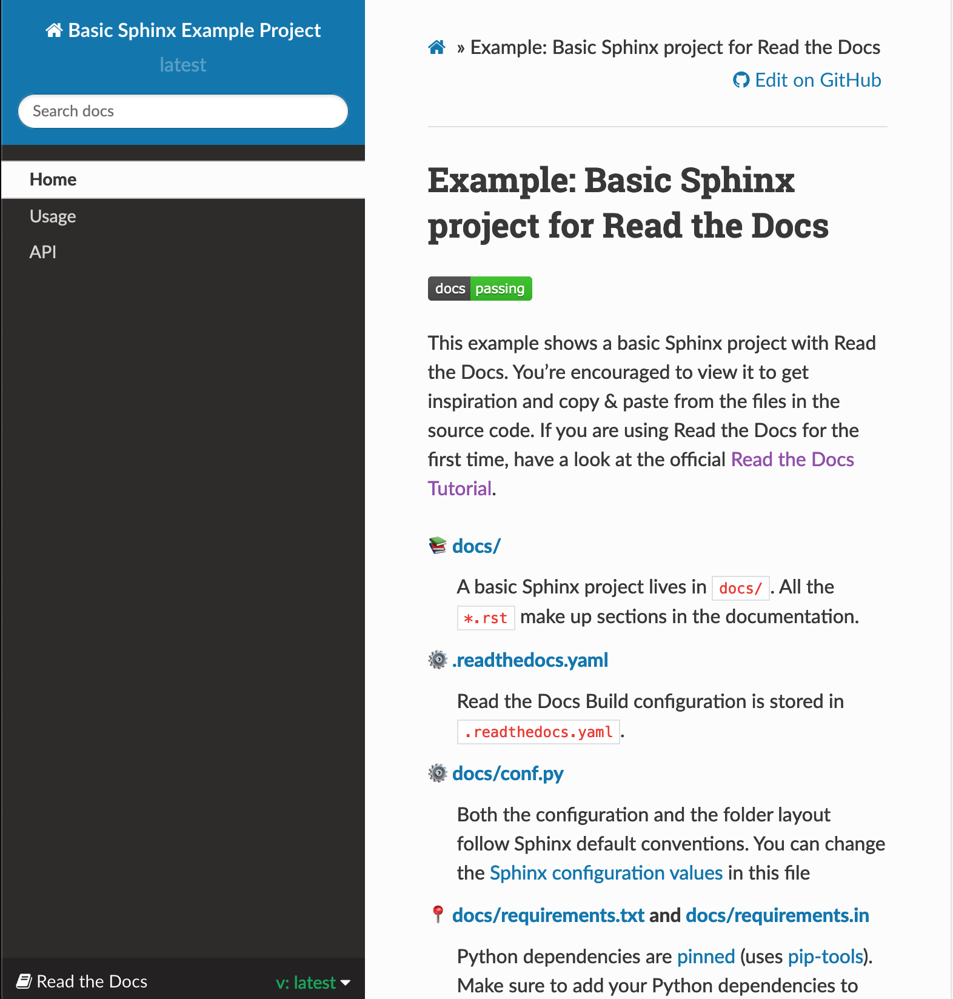 Basic Sphinx Example Project
latest
Search docs
Home
Usage
API
Read the Docs
v: latest
» Example: Basic Sphinx project for Read the Docs
Edit on GitHub
Example: Basic Sphinx
project for Read the Docs
docs passing
This example shows a basic Sphinx project with Read
the Docs. You’re encouraged to view it to get
inspiration and copy & paste from the files in the
source code. If you are using Read the Docs for the
first time, have a look at the official Read the Docs
Tutorial.
docs/
A basic Sphinx project lives in docs/. All the
*.rst make up sections in the documentation.
.readthedocs.yaml
Read the Docs Build configuration is stored in
.readthedocs.yaml.
docs/conf.py
Both the configuration and the folder layout
follow Sphinx default conventions. You can change
the Sphinx configuration values in this file
docs/requirements.txt and docs/requirements.in
Python dependencies are pinned (uses pip-tools).
Make sure to add your Python dependencies to